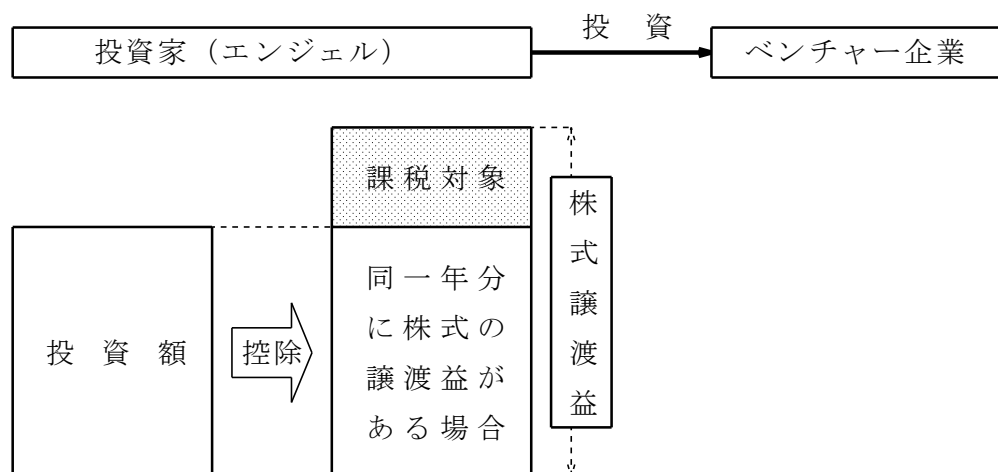 投資家（エンジェル）
投資
ベンチャー企業
課税対象
株式譲渡益
同一年分
に株式の
譲渡益が
ある場合
投資額
控除